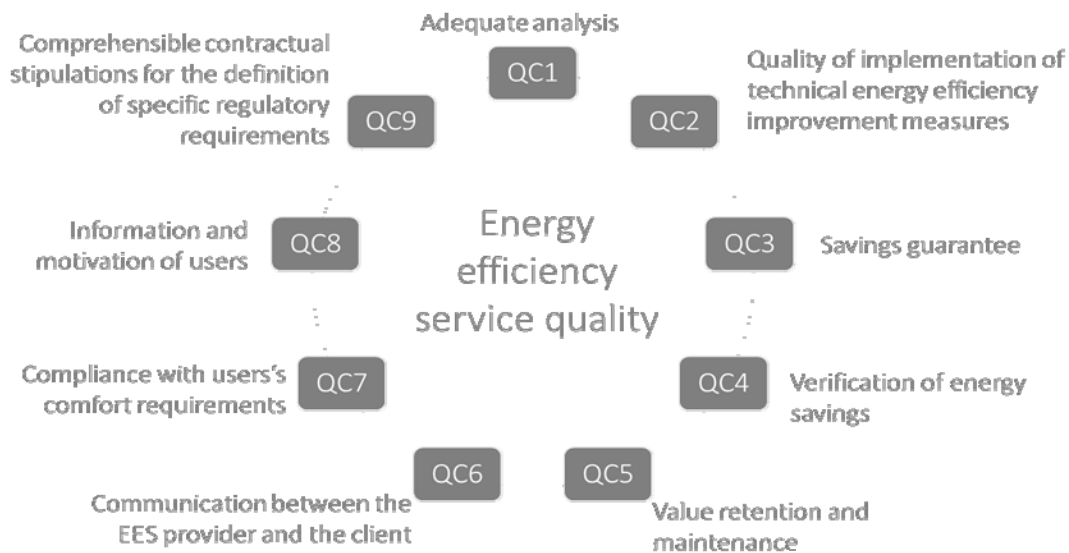 Adequate analysis
QC1
Quality of implementation of
technical energy efficiency
improvement measures
QC2
Savings guarantee
QC3
Verification of energy
savings
QC4
Value retention and
maintenance
QC5
Communication between the
EES provider and the client
QC6
Compliance with users's
comfort requirements
QC7
Information and
motivation of users
QC8
Comprehensible contractual
stipulations for the definition
of specific regulatory
requirements
QC9
Energy
efficiency
service quality